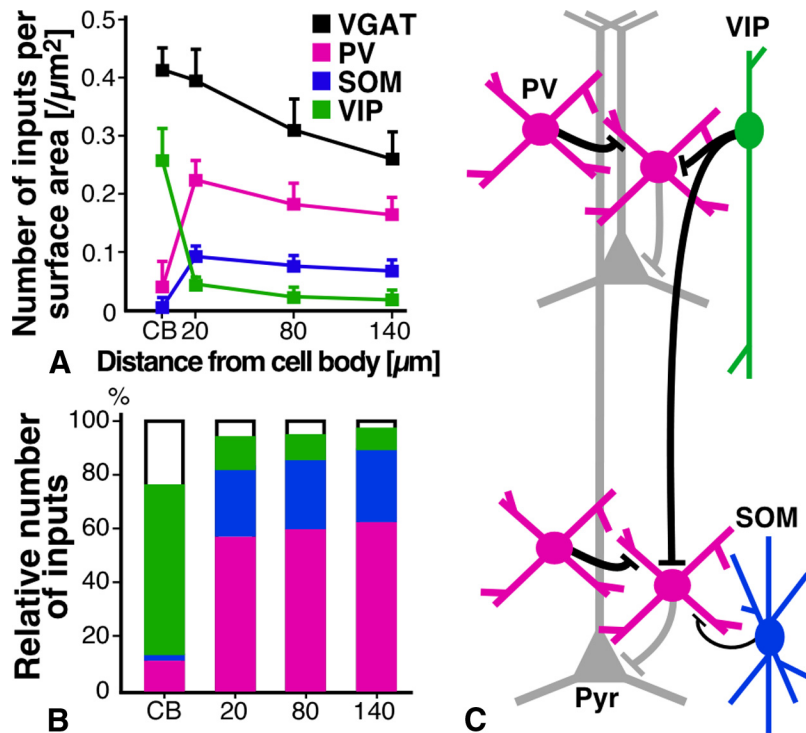 Number of inputs per
surface area [/µm²]
0.5
0.4
0.3
0.2
0.1
0
VGAT
PV
SOM
VIP
CB 20 80 140
A
Distance from cell body [µm]
Relative number
of inputs
%
100
80
60
40
20
0
CB 20 80 140
B
VIP
PV
SOM
Pyr
C